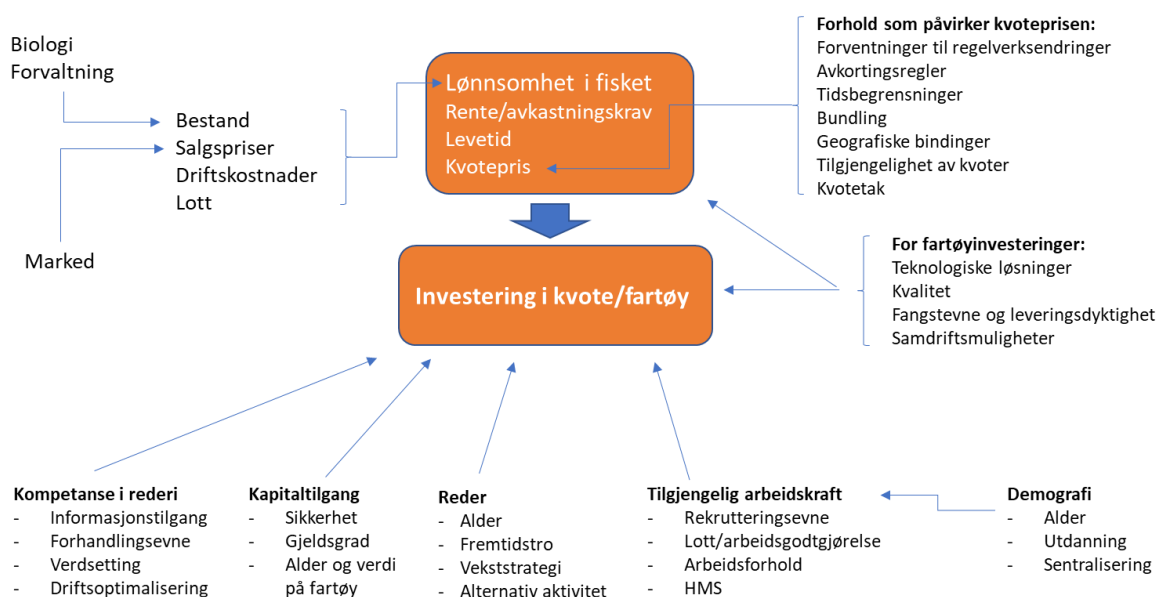 Biologi
Forvaltning
Bestand
Salgspriser
Driftskostnader
Lott
Marked
Lønnsomhet i fisket
Rente/avkastningskrav
Levetid
Kvotepris
Forhold som påvirker kvoteprisen:
Forventninger til regelverksendringer
Avkortingsregler
Tidsbegrensninger
Bundling
Geografiske bindinger
Tilgjengelighet av kvoter
Kvotetak
Investering i kvote/fartøy
For fartøyinvesteringer:
Teknologiske løsninger
Kvalitet
Fangstevne og leveringsdyktighet
Samdriftsmuligheter
Kompetanse i rederi
- Informasjonstilgang
- Forhandlingsevne
- Verdsetting
- Driftsoptimalisering
Kapitaltilgang
- Sikkerhet
- Gjeldsgrad
- Alder og verdi
på fartøy
Reder
- Alder
- Fremtidstro
- Vekststrategi
- Alternativ aktivitet
Tilgjengelig arbeidskraft
- Rekrutteringsevne
- Lott/arbeidsgodtgjørelse
- Arbeidsforhold
- HMS
Demografi
- Alder
- Utdanning
- Sentralisering